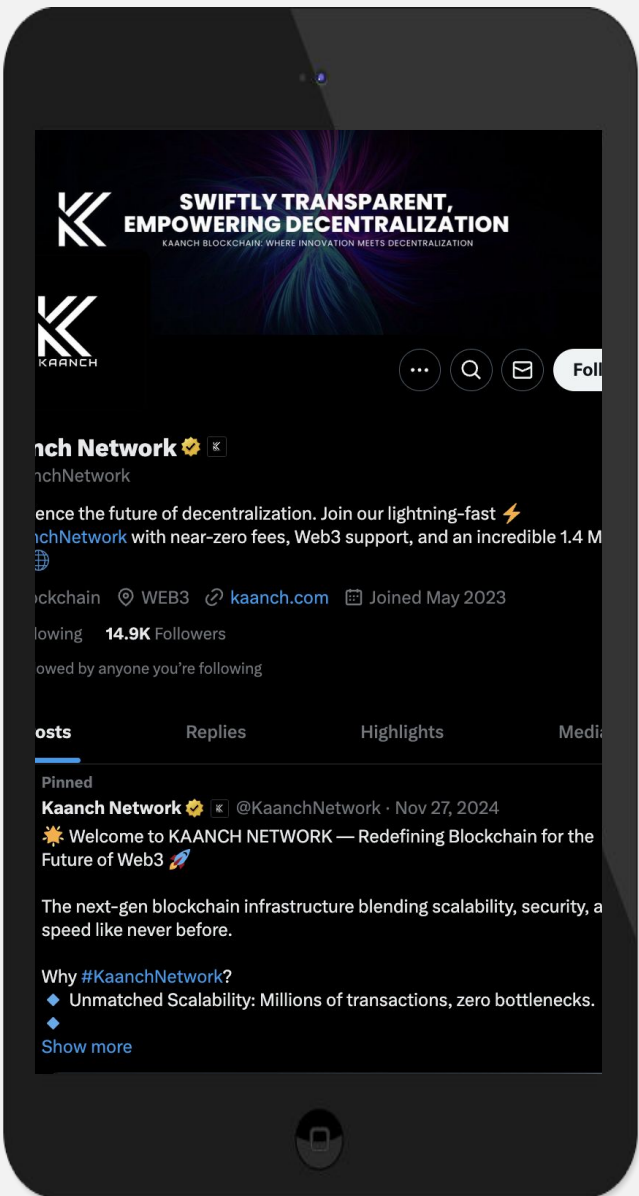 SWIFTLY TRANSPARENT,
EMPOWERING DECENTRALIZATION
KAANCH BLOCKCHAIN: WHERE INNOVATION MEETS DECENTRALIZATION
KAANCH
nch Network
nchNetwork
ence the future of decentralization. Join our lightning-fast ⚡
nchNetwork with near-zero fees, Web3 support, and an incredible 1.4 M
🌐
ockchain WEB3 kaanch.com Joined May 2023
lowing 14.9K Followers
owed by anyone you're following
Foll
osts Replies Highlights Media
Pinned
Kaanch Network @KaanchNetwork · Nov 27, 2024
🌟 Welcome to KAANCH NETWORK — Redefining Blockchain for the
Future of Web3 🚀
The next-gen blockchain infrastructure blending scalability, security, a
speed like never before.
Why #KaanchNetwork?
🔹 Unmatched Scalability: Millions of transactions, zero bottlenecks.
🔹
Show more